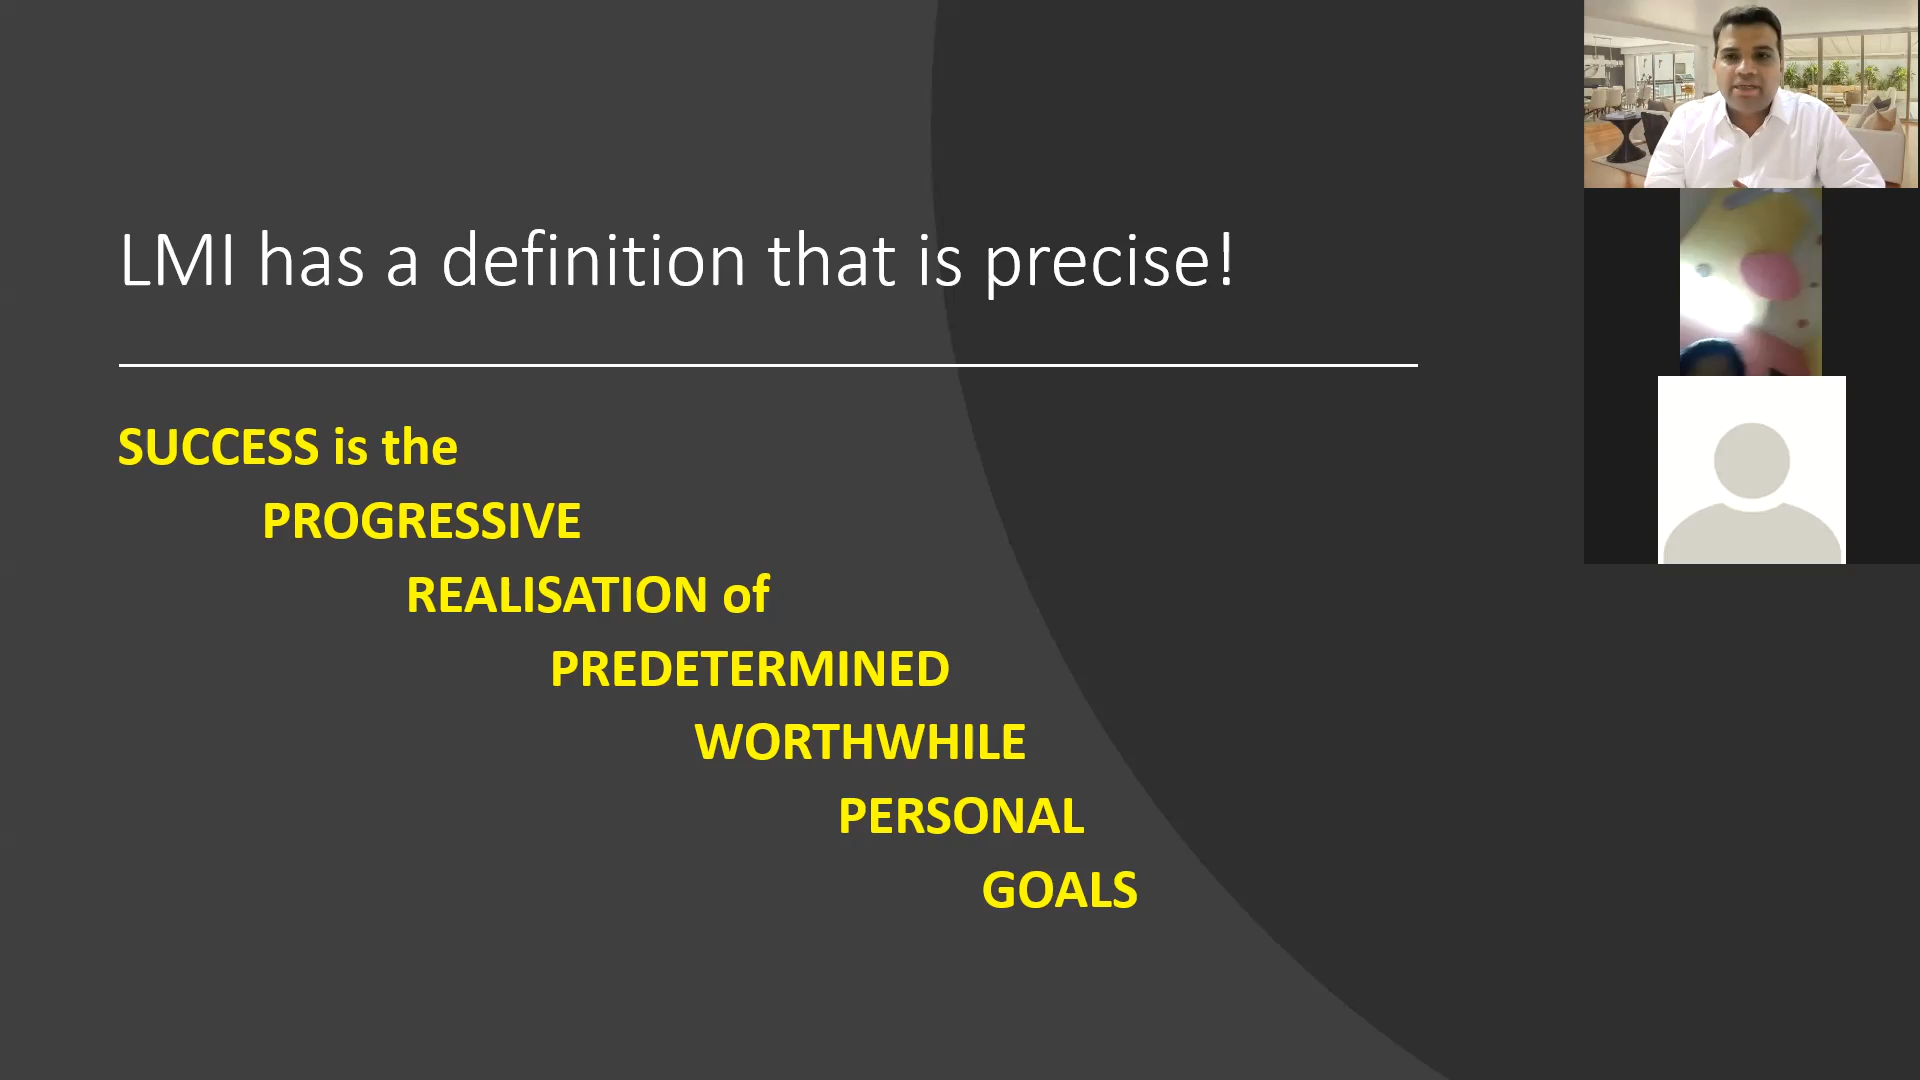 LMI has a definition that is precise!
SUCCESS is the
PROGRESSIVE
REALISATION of
PREDETERMINED
WORTHWHILE
PERSONAL
GOALS